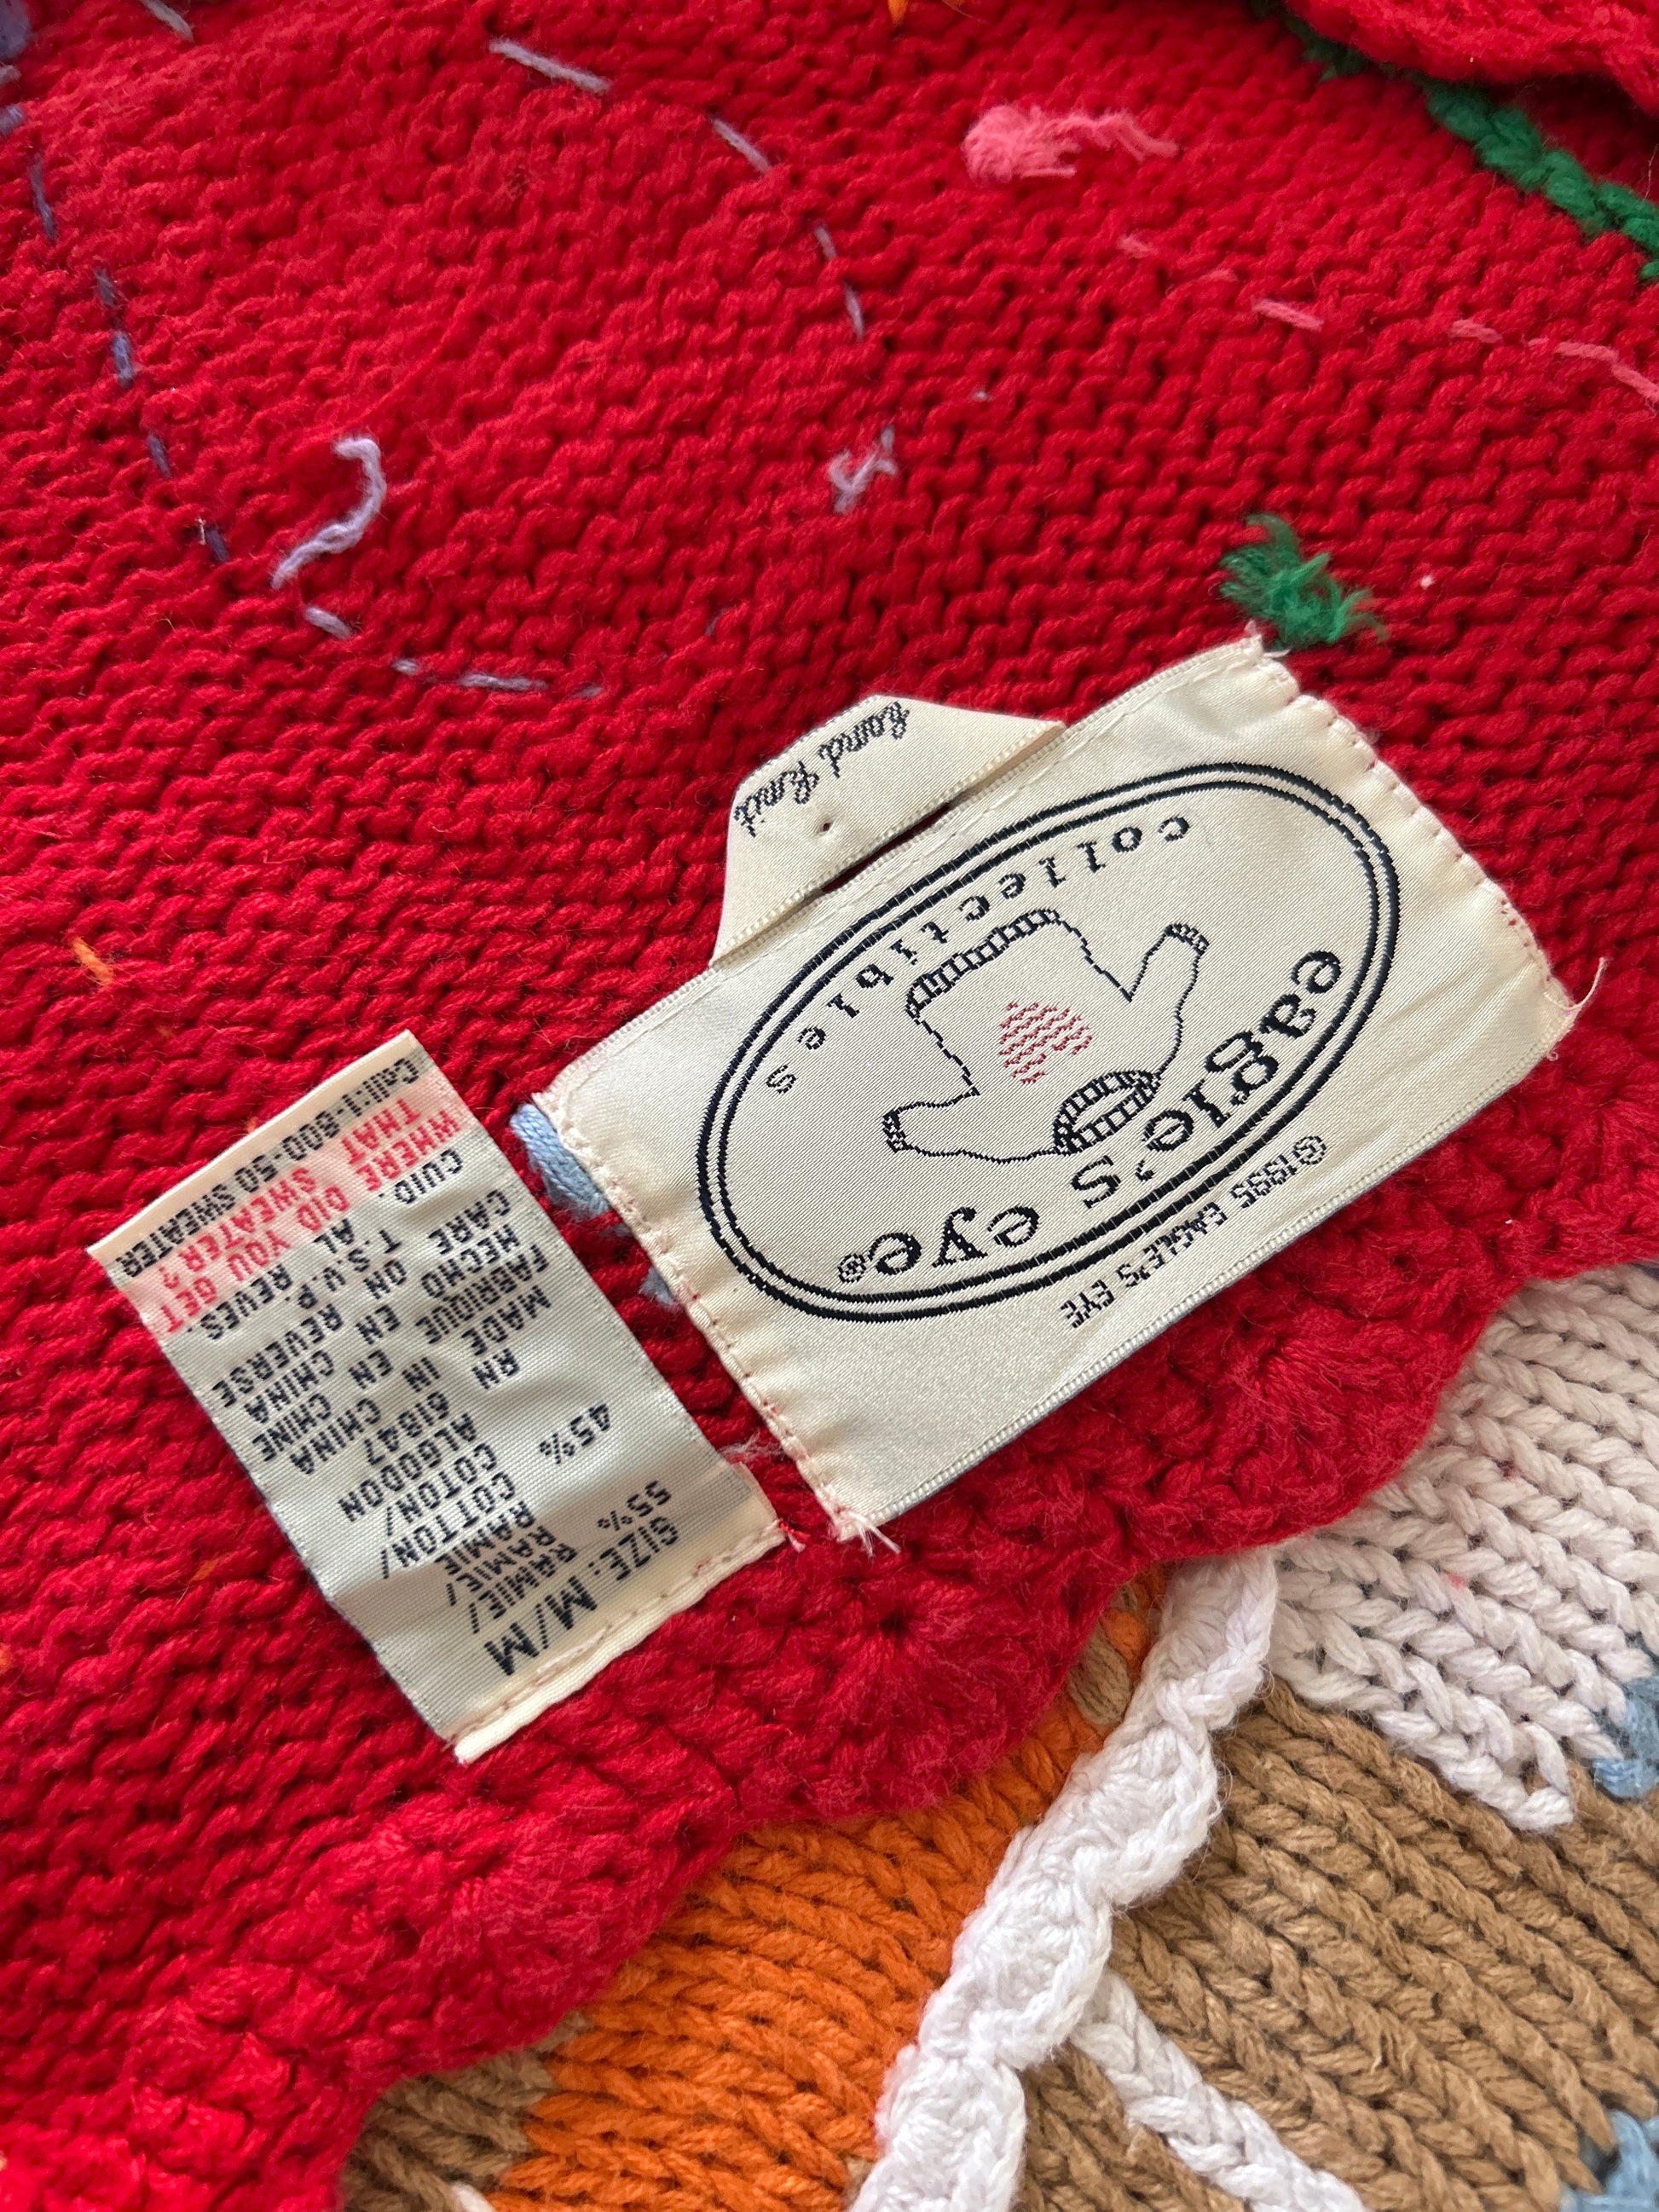 ©1995 EAGLE'S EYE
eagle's eye®
collectibles
hand knit
SIZE: M/M
55% RAMIE/
RAMIE/
45% COTTON/
COTON/
ALGODON
RN 61847
MADE IN CHINA
FABRIQUE EN CHINE
HECHO EN CHINA
CARE ON REVERSE
T.S.V.P.
CUID. AL REVES.
WHERE DID YOU GET
THAT SWEATER?
Call:1-800-50 SWEATER